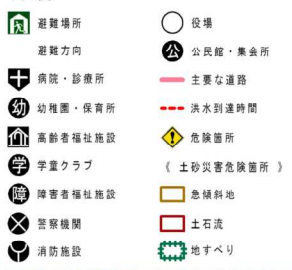 避難場所
避難方向
病院・診療所
幼 幼稚園・保育所
高齢者福祉施設
学 学童クラブ
障 障害者福祉施設
警察機関
消防施設
役場
公 公民館・集会所
主要な道路
洪水到達時間
危険箇所
《 土砂災害危険箇所 》
急傾斜地
土石流
地すべり